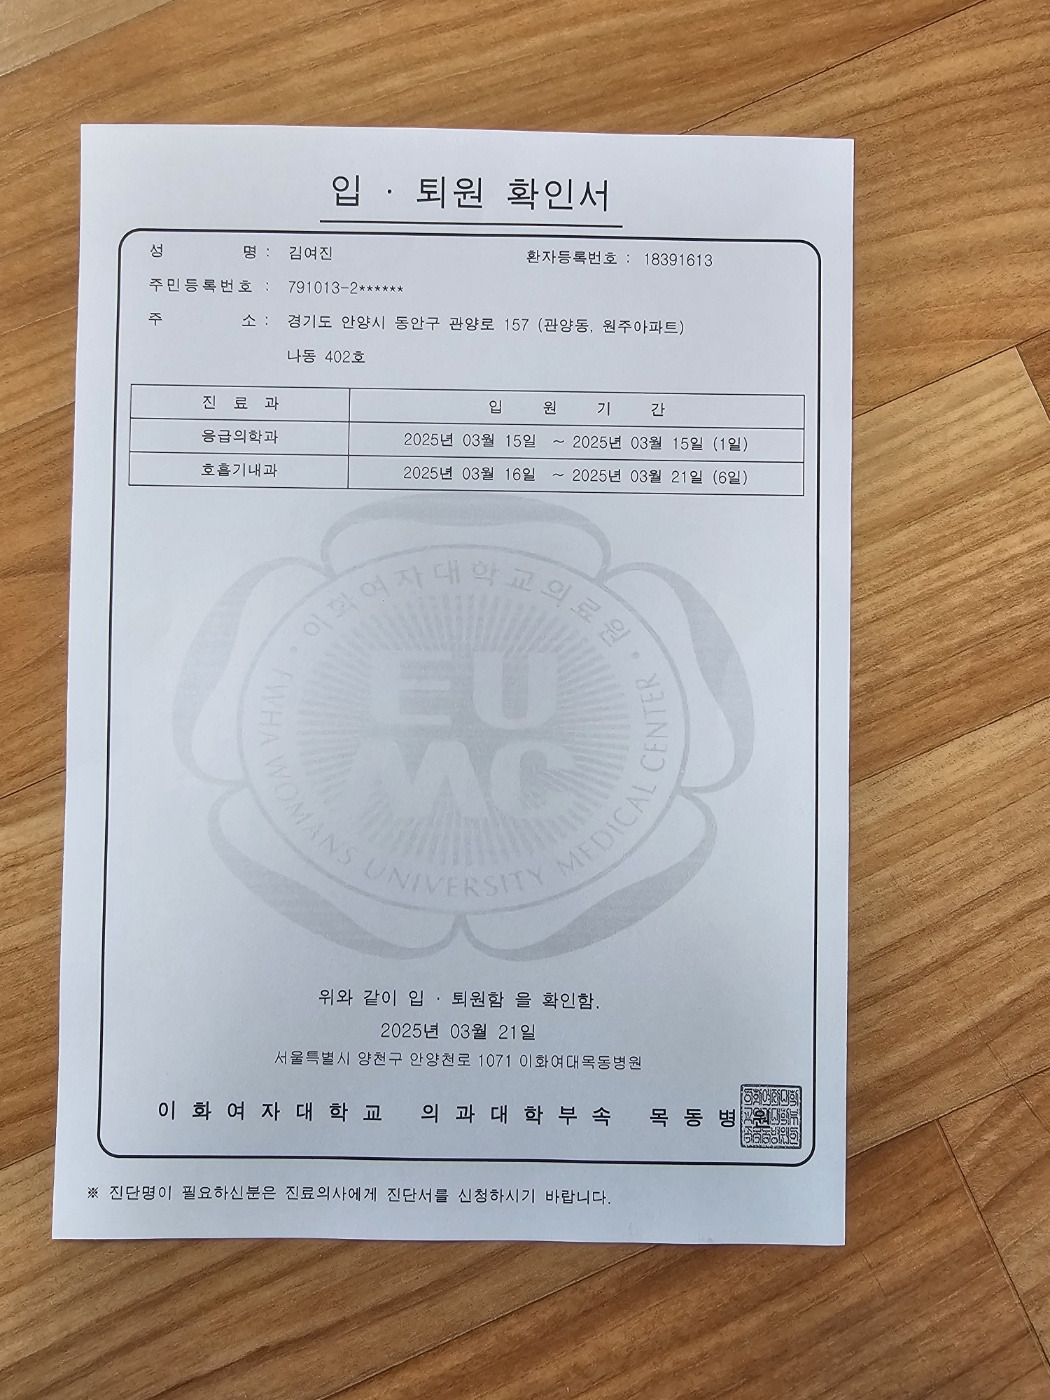 입 · 퇴원 확인서
성 명 : 김여진 환자등록번호 : 18391613
주민등록번호 : 791013-2******
주 소 : 경기도 안양시 동안구 관양로 157 (관양동, 원주아파트)
나동 402호
진 료 과 입 원 기 간
응급의학과 2025년 03월 15일 ~ 2025년 03월 15일 (1일)
호흡기내과 2025년 03월 16일 ~ 2025년 03월 21일 (6일)
이화여자대학교의료원
EU
MC
EWHA WOMANS UNIVERSITY MEDICAL CENTER
위와 같이 입 · 퇴원함 을 확인함.
2025년 03월 21일
서울특별시 양천구 안양천로 1071 이화여대목동병원
이 화 여 자 대 학 교 의 과 대 학 부 속 목 동 병 원
※ 진단명이 필요하신분은 진료의사에게 진단서를 신청하시기 바랍니다.